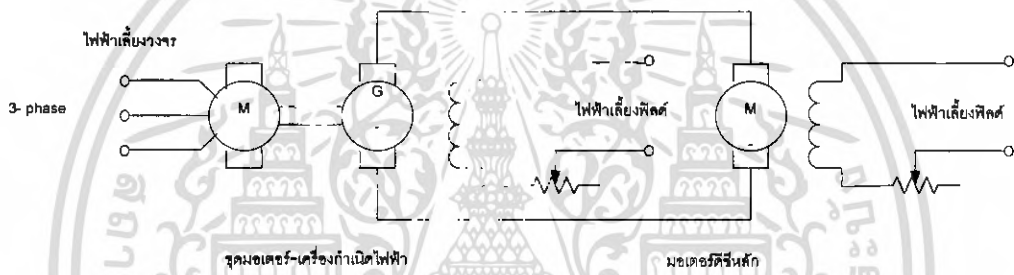 ไฟฟ้าเลี้ยงวงจร
3- phase
M
G
ไฟฟ้าเลี้ยงฟิลด์
M
ไฟฟ้าเลี้ยงฟิลด์
ชุดมอเตอร์-เครื่องกำเนิดไฟฟ้า
มอเตอร์ดีซีหลัก